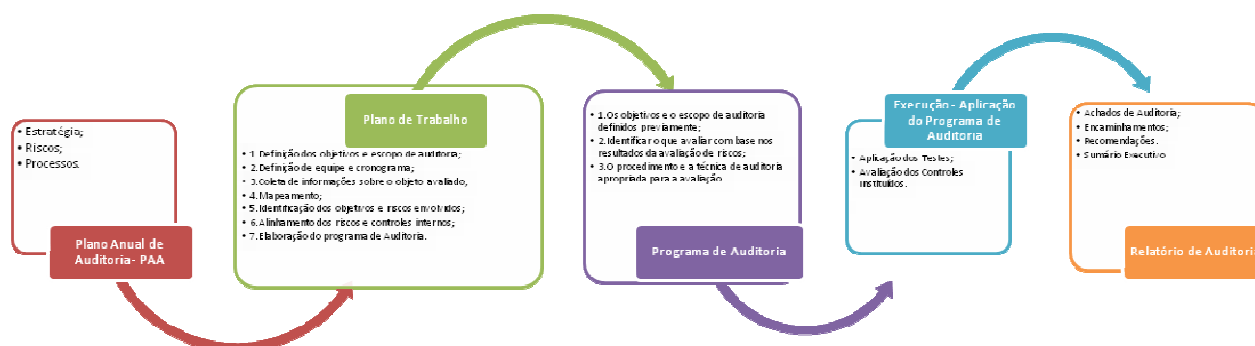 • Estratégia;
• Riscos;
• Processos.
Plano Anual de
Auditoria- PAA
Plano de Trabalho
• 1. Definição dos objetivos e escopo de auditoria;
• 2. Definição de equipe e cronograma;
• 3. Coleta de informações sobre o objeto avaliado;
• 4. Mapeamento;
• 5. Identificação dos objetivos e riscos envolvidos;
• 6. Alinhamento dos riscos e controles internos;
• 7. Elaboração do programa de Auditoria.
• 1. Os objetivos e o escopo de auditoria
definidos previamente;
• 2. Identificar o que avaliar com base nos
resultados da avaliação de riscos;
• 3. O procedimento e a técnica de auditoria
apropriada para a avaliação
Programa de Auditoria
Execução - Aplicação
do Programa de
Auditoria
• Aplicação dos Testes;
• Avaliação dos Controles
instituídos.
• Achados de Auditoria;
• Encaminhamentos;
• Recomendações.
• Sumário Executivo
Relatório de Auditoria